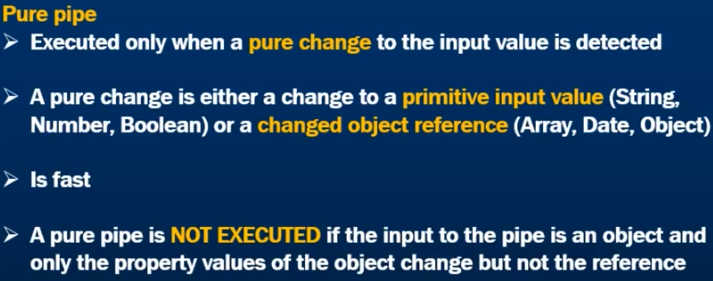 Pure pipe
➢ Executed only when a pure change to the input value is detected
➢ A pure change is either a change to a primitive input value (String,
Number, Boolean) or a changed object reference (Array, Date, Object)
➢ Is fast
➢ A pure pipe is NOT EXECUTED if the input to the pipe is an object and
only the property values of the object change but not the reference